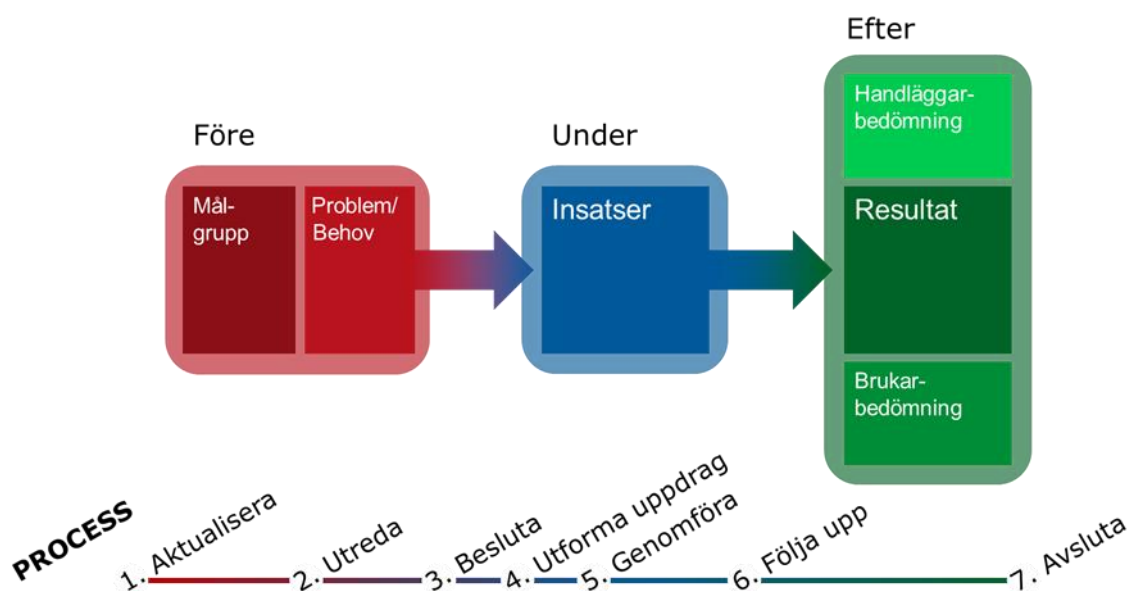 Före
Mål-
grupp
Problem/
Behov
Under
Insatser
Efter
Handläggar-
bedömning
Resultat
Brukar-
bedömning
PROCESS
1. Aktualisera
2. Utreda
3. Besluta
4. Utforma uppdrag
5. Genomföra
6. Följa upp
7. Avsluta